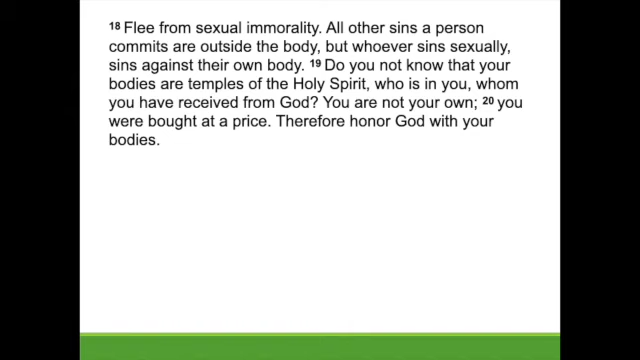 18 Flee from sexual immorality. All other sins a person
commits are outside the body, but whoever sins sexually,
sins against their own body. 19 Do you not know that your
bodies are temples of the Holy Spirit, who is in you, whom
you have received from God? You are not your own; 20 you
were bought at a price. Therefore honor God with your
bodies.